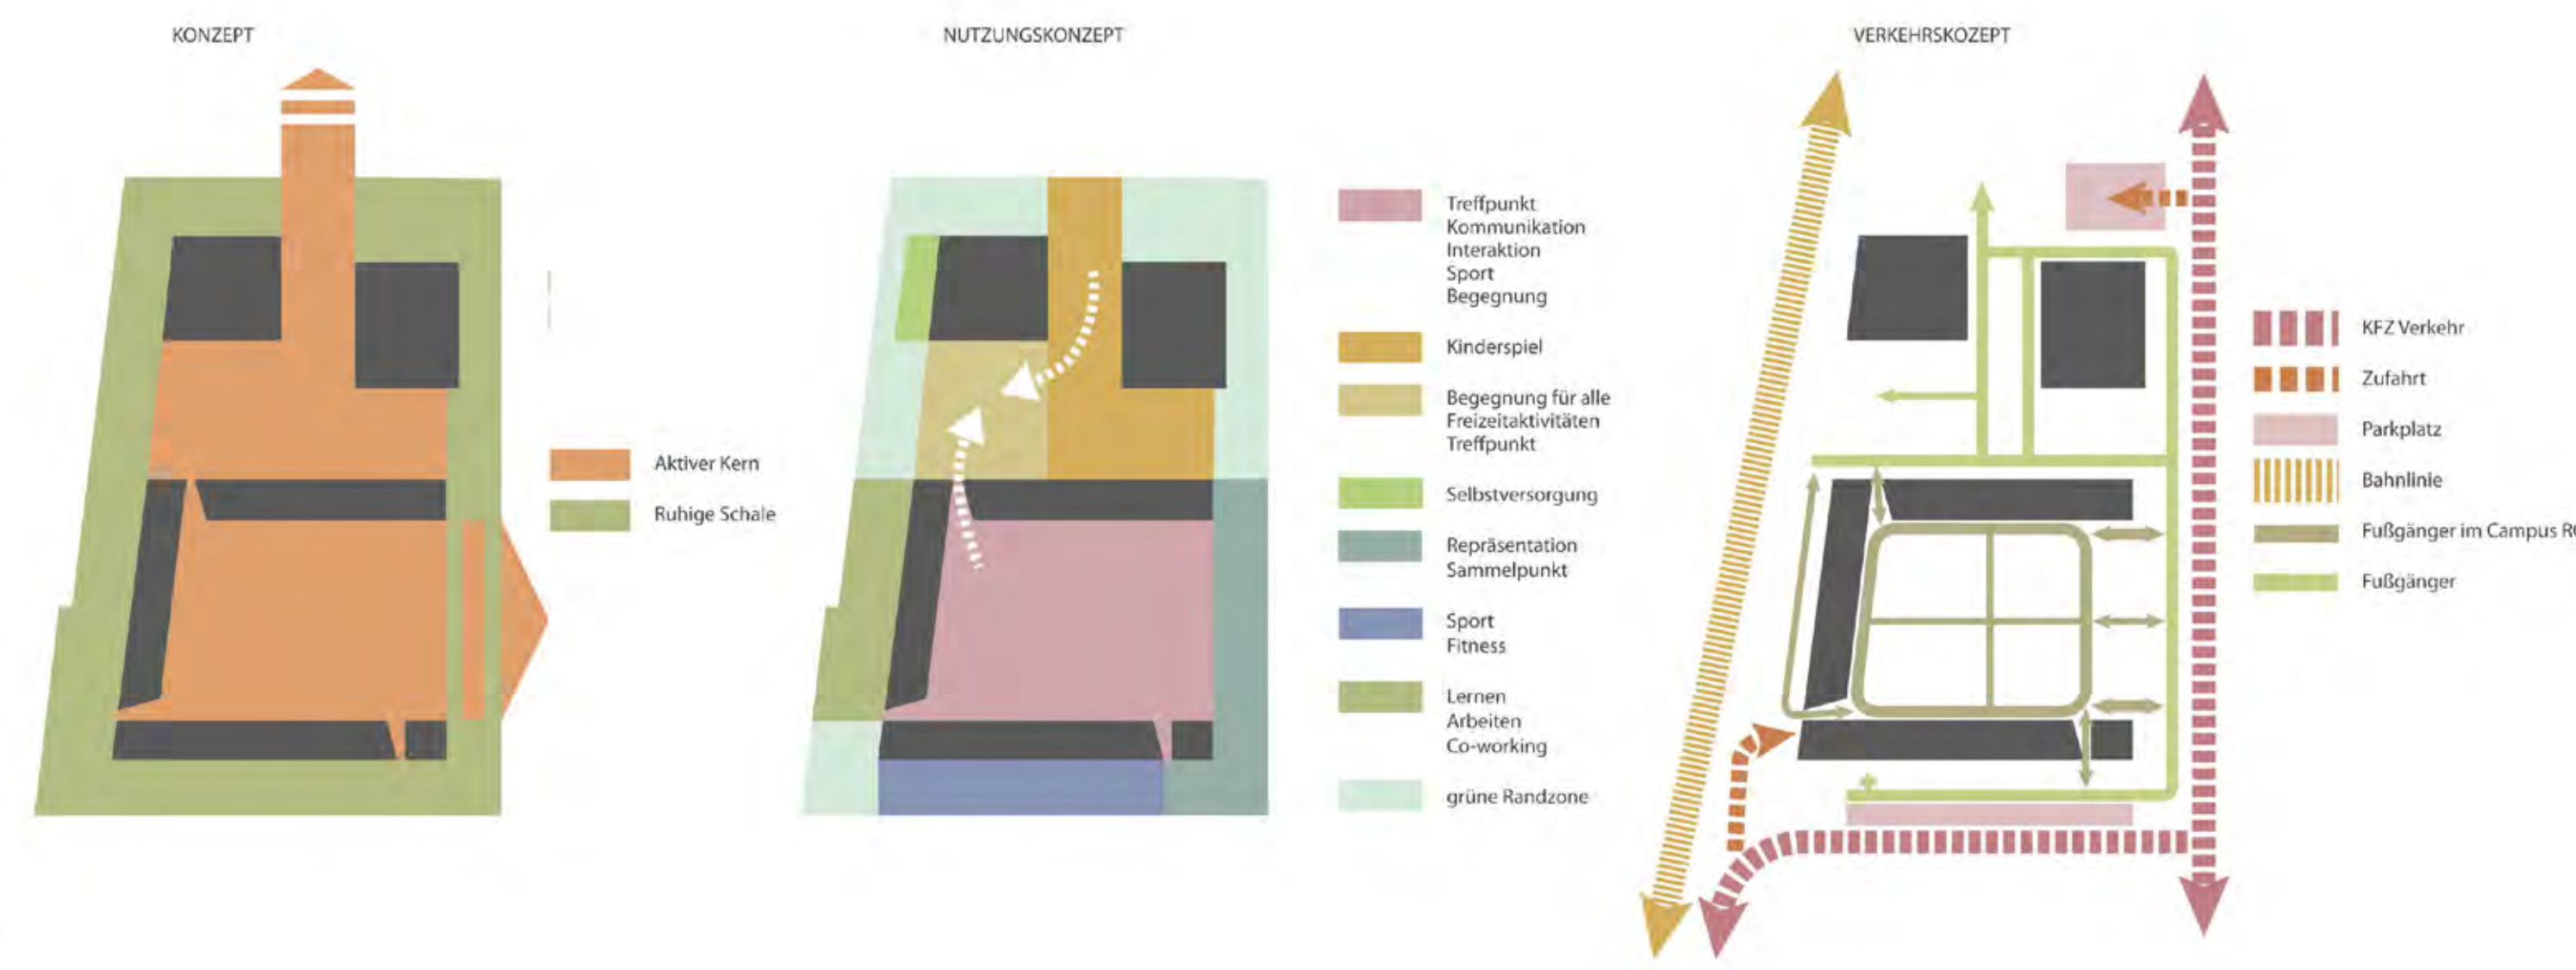 KONZEPT
Aktiver Kern
Ruhige Schale
NUTZUNGSKONZEPT
Treffpunkt
Kommunikation
Interaktion
Sport
Begegnung
Kinderspiel
Begegnung für alle
Freizeitaktivitäten
Treffpunkt
Selbstversorgung
Repräsentation
Sammelpunkt
Sport
Fitness
Lernen
Arbeiten
Co-working
grüne Randzone
VERKEHRSKOZEPT
KFZ Verkehr
Zufahrt
Parkplatz
Bahnlinie
Fußgänger im Campus
Fußgänger